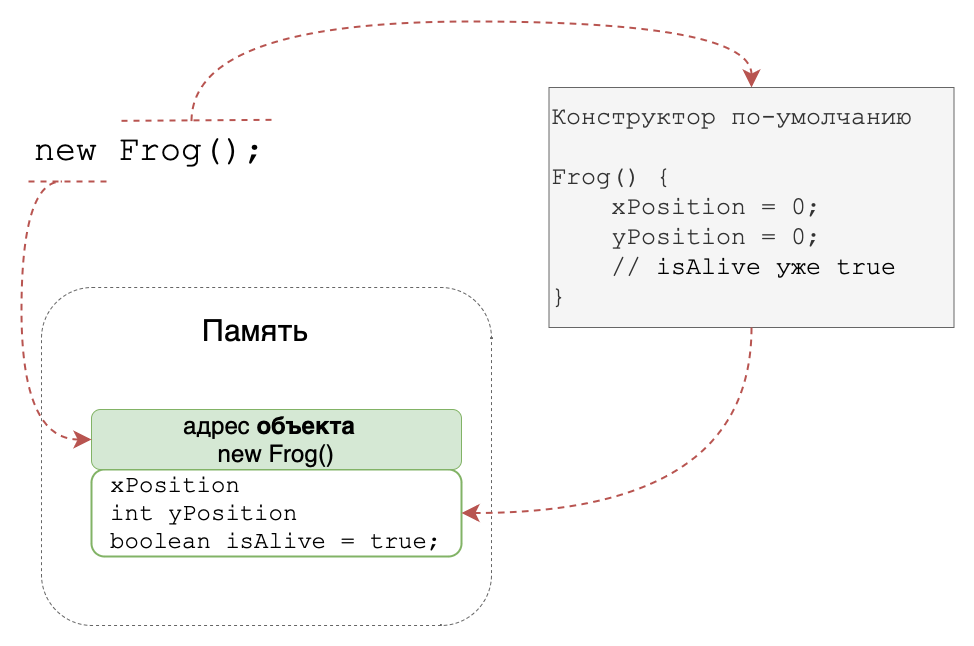 new Frog();
Конструктор по-умолчанию
Frog() {
    xPosition = 0;
    yPosition = 0;
    // isAlive уже true
}
Память
адрес объекта
new Frog()
xPosition
int yPosition
boolean isAlive = true;